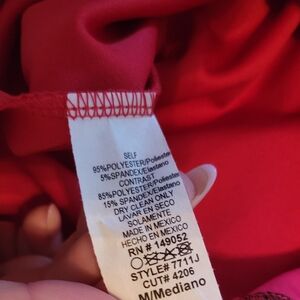 SELF
95%POLYESTER/Poliester
5%SPANDEX/Elastano
CONTRAST
85%POLYESTER/Poliester
15% SPANDEX/Elastano
DRY CLEAN ONLY
LAVAR EN SECO
SOLAMENTE
MADE IN MEXICO
HECHO EN MEXICO
RN # 149052
STYLE# 7711J
CUT# 4206
M/Mediano